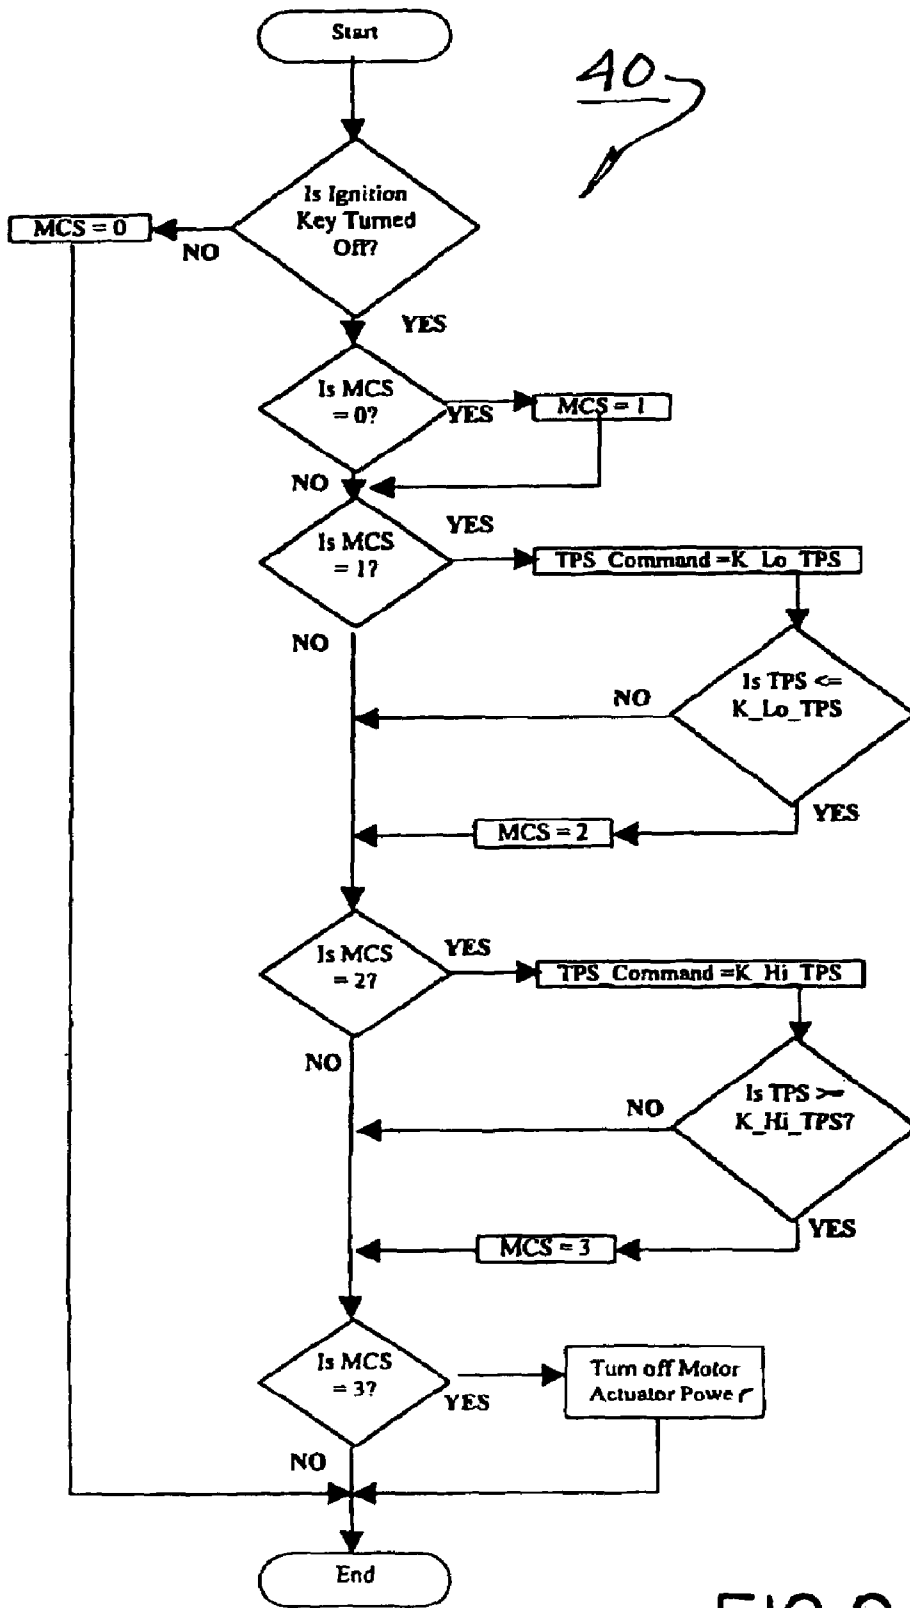 Start
40
Is Ignition
Key Turned
Off?
MCS = 0
NO
YES
Is MCS
= 0?
YES
MCS = 1
NO
Is MCS
= 1?
YES
TPS_Command =K_Lo_TPS
NO
Is TPS <=
K_Lo_TPS
NO
YES
MCS = 2
Is MCS
= 2?
YES
TPS_Command =K_Hi_TPS
NO
Is TPS >=
K_Hi_TPS?
NO
YES
MCS = 3
Is MCS
= 3?
YES
Turn off Motor
Actuator Power
NO
End